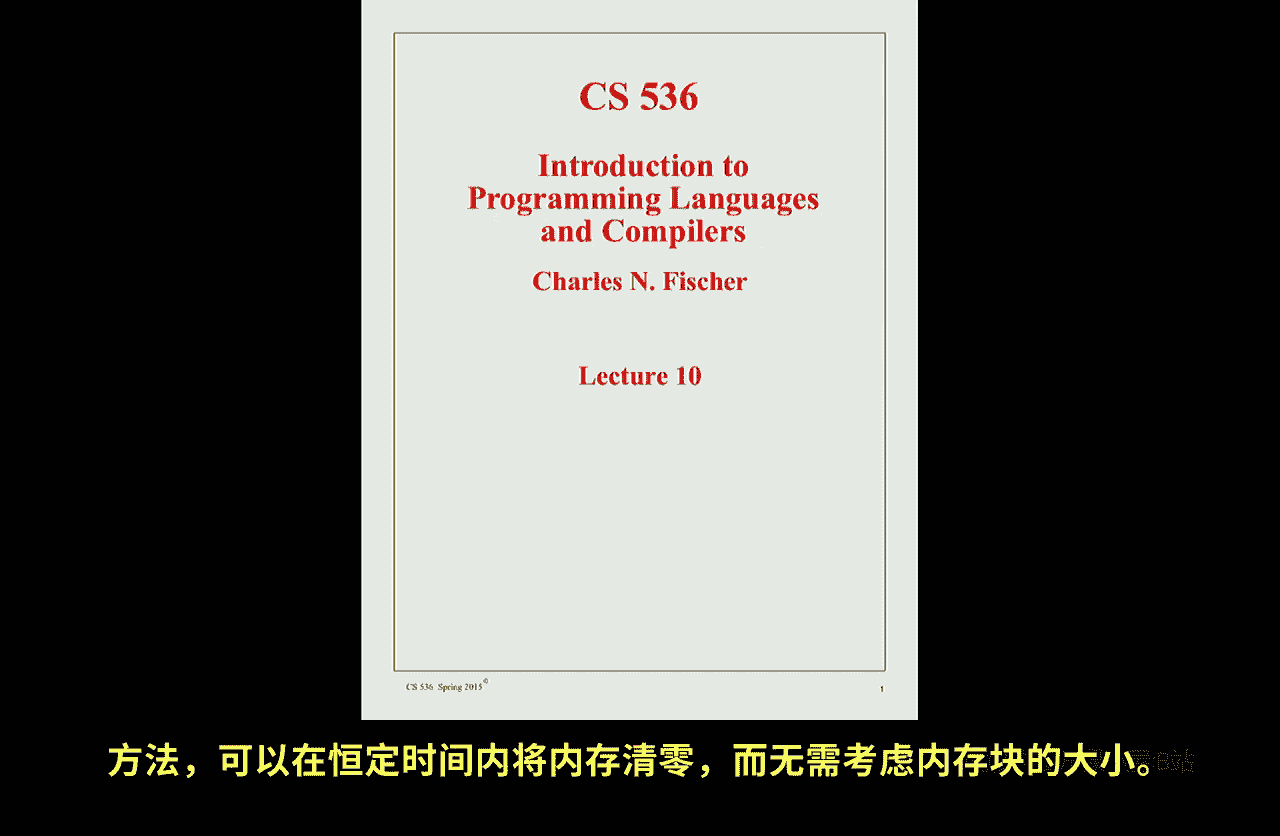 CS 536
Introduction to
Programming Languages
and Compilers
Charles N. Fischer
Lecture 10
CS 536 Spring 2015©
1
方法，可以在恒定时间内将内存清零，而无需考虑内存块的大小。